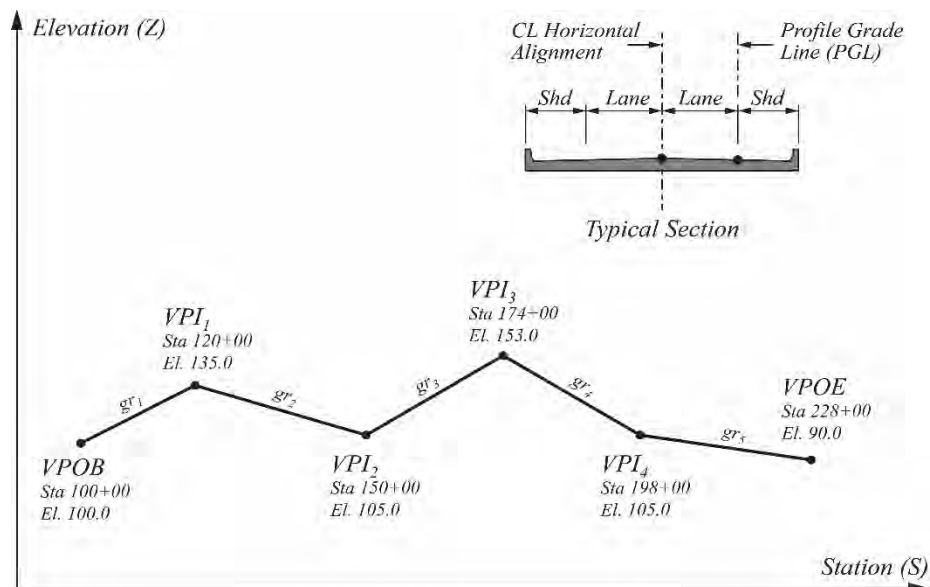 Elevation (Z)
CL Horizontal
Alignment
Profile Grade
Line (PGL)
Shd
Lane
Lane
Shd
Typical Section
VPI₃
Sta 174+00
El. 153.0
VPI₁
Sta 120+00
El. 135.0
VPOE
Sta 228+00
El. 90.0
gr₁
gr₂
gr₃
gr₄
gr₅
VPOB
Sta 100+00
El. 100.0
VPI₂
Sta 150+00
El. 105.0
VPI₄
Sta 198+00
El. 105.0
Station (S)